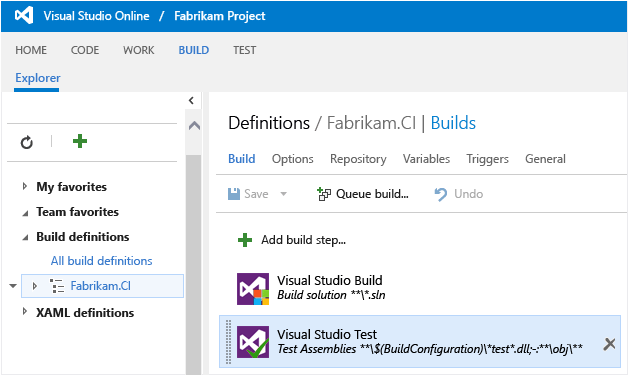 Visual Studio Online / Fabrikam Project
HOME CODE WORK BUILD TEST
Explorer
Definitions / Fabrikam.CI | Builds
Build Options Repository Variables Triggers General
Save Queue build... Undo
My favorites
Team favorites
Build definitions
All build definitions
Fabrikam.CI
XAML definitions
Add build step...
Visual Studio Build
Build solution **\*.sln
Visual Studio Test
Test Assemblies **\$(BuildConfiguration)\*test*.dll;-:**\obj\**